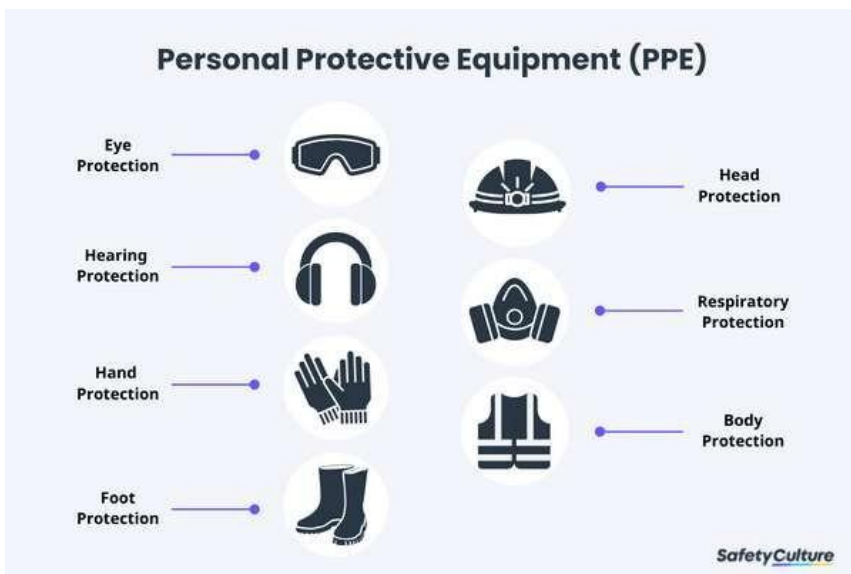 Personal Protective Equipment (PPE)
Eye
Protection
Hearing
Protection
Hand
Protection
Foot
Protection
Head
Protection
Respiratory
Protection
Body
Protection
SafetyCulture